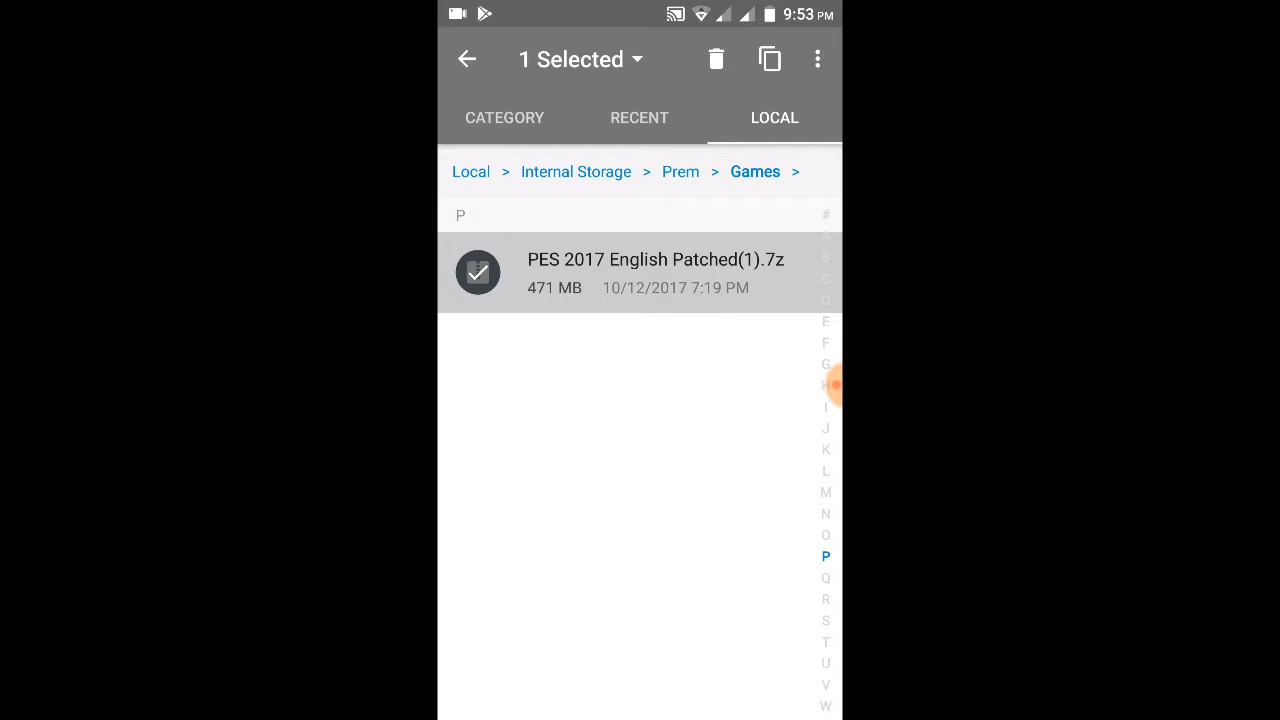 9:53 PM
1 Selected
CATEGORY RECENT LOCAL
Local > Internal Storage > Prem > Games >
P
PES 2017 English Patched(1).7z
471 MB 10/12/2017 7:19 PM
#
A
B
C
D
E
F
G
H
I
J
K
L
M
N
O
P
Q
R
S
T
U
V
W